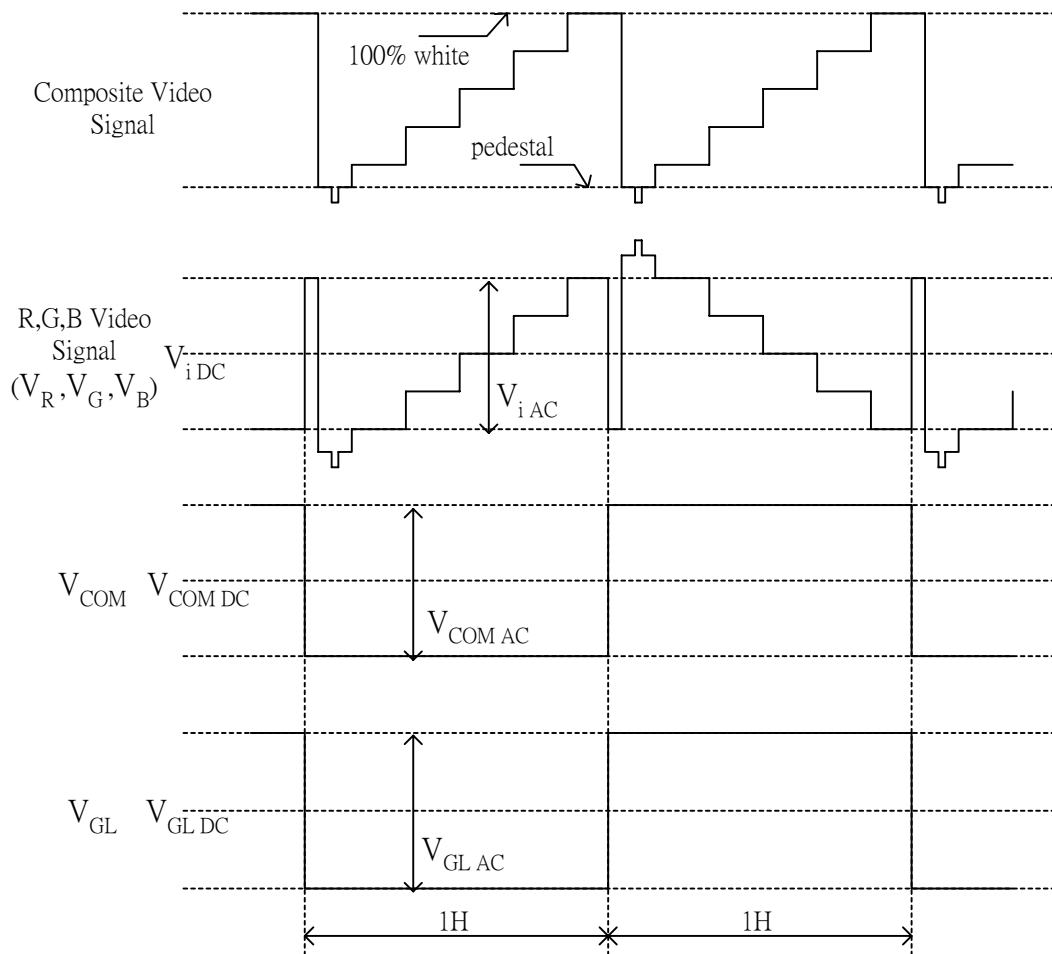 100% white
Composite Video
Signal
pedestal
R,G,B Video
Signal
(V_R ,V_G ,V_B)
V_i DC
V_i AC
V_COM V_COM DC
V_COM AC
V_GL V_GL DC
V_GL AC
1H 1H